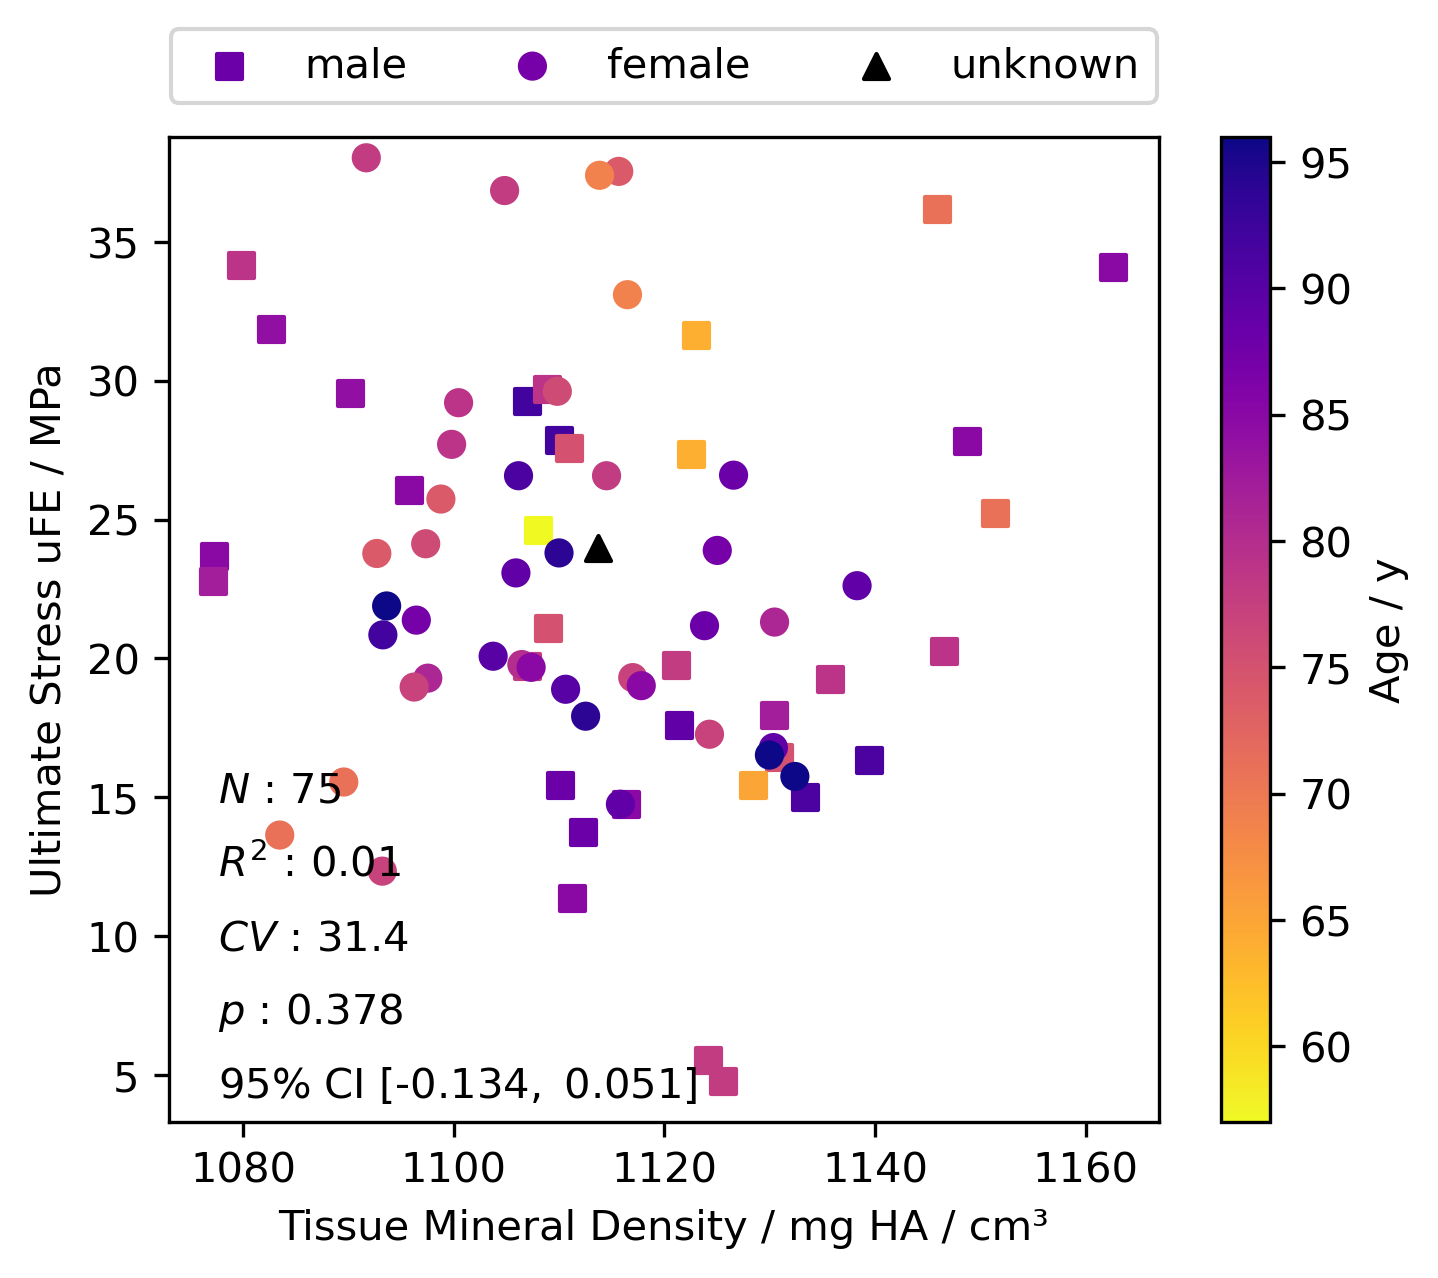 male female unknown
Ultimate Stress uFE / MPa
35
30
25
20
15
10
5
N : 75
R² : 0.01
CV : 31.4
p : 0.378
95% CI [-0.134, 0.051]
1080 1100 1120 1140 1160
Tissue Mineral Density / mg HA / cm³
95
90
85
80
75
70
65
60
Age / y